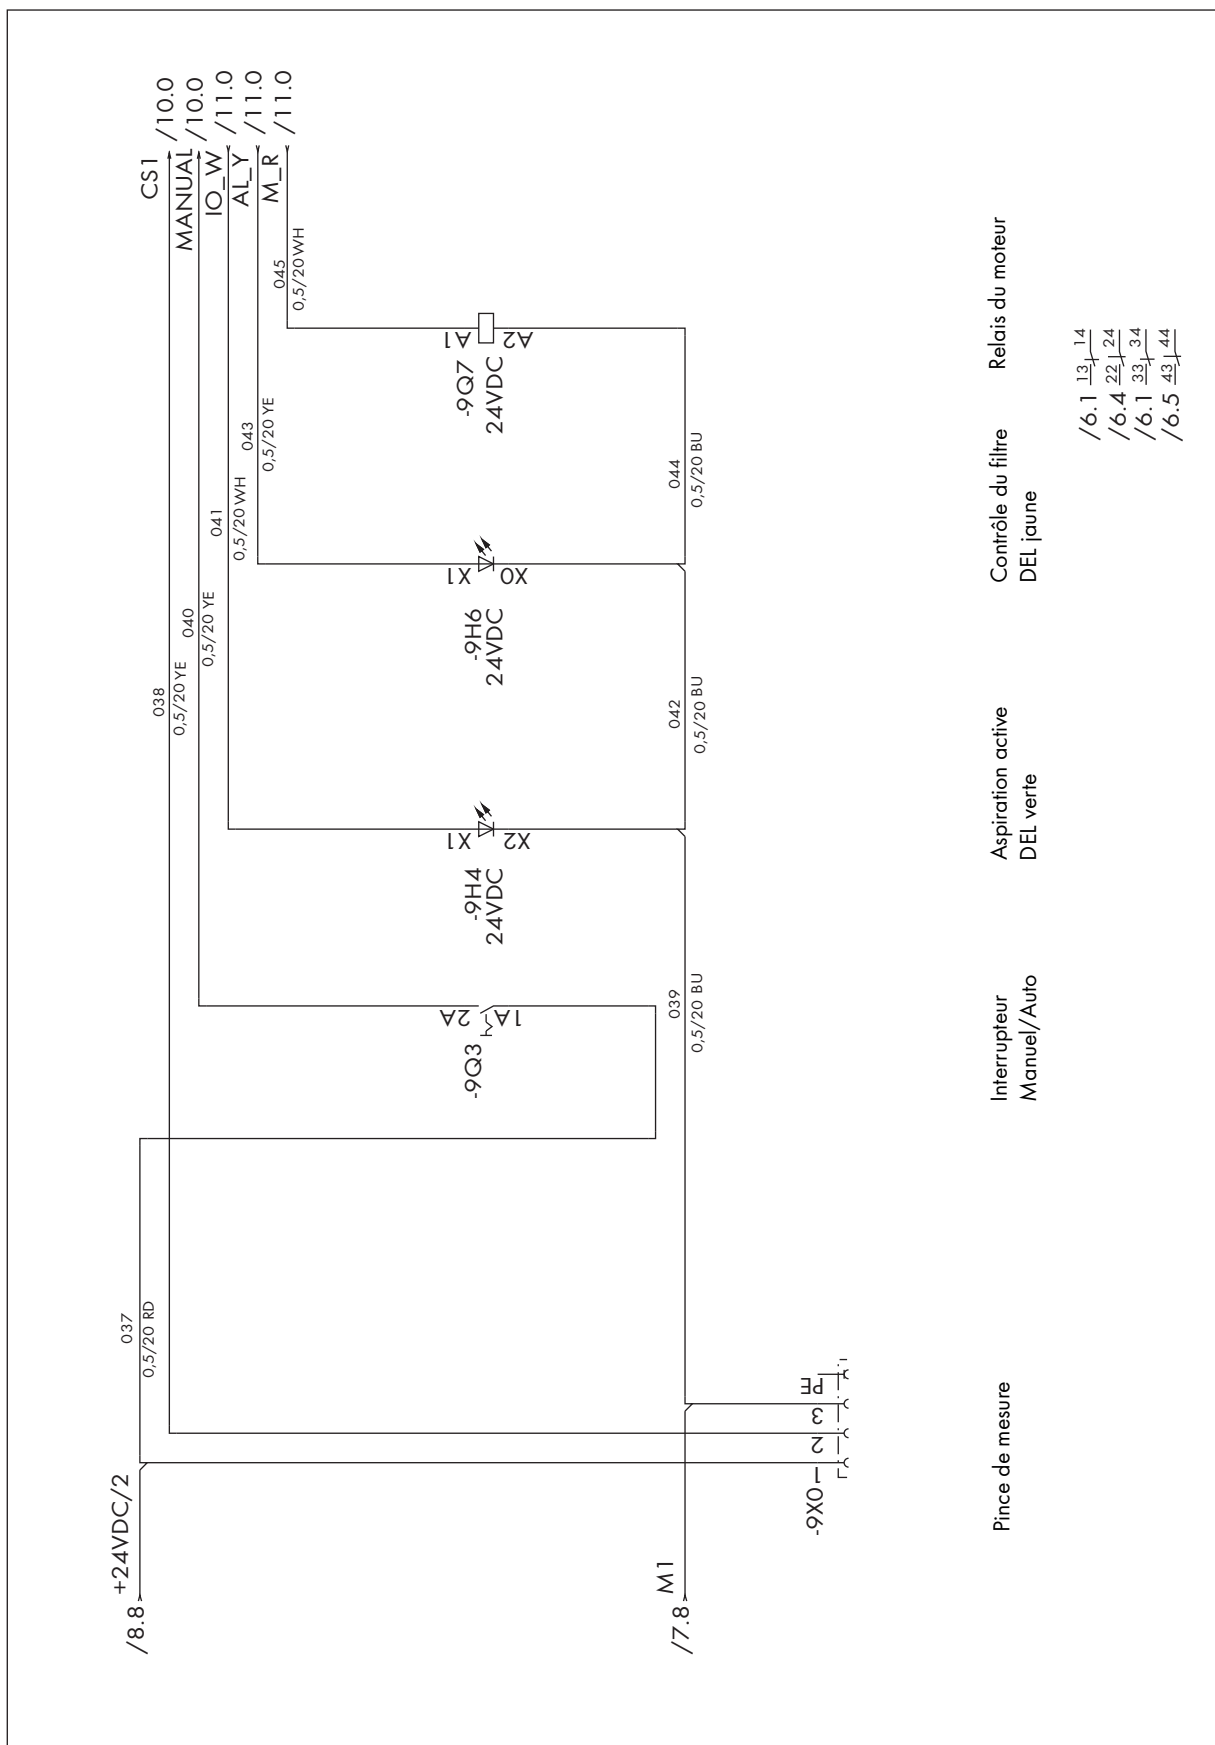 +24VDC/2
/8.8
037
0,5/20 RD
038
0,5/20 YE
CS1
/10.0
040
0,5/20 YE
MANUAL
/10.0
041
0,5/20 WH
IO_W
/11.0
043
0,5/20 YE
AL_Y
/11.0
045
0,5/20 WH
M_R
/11.0
-9Q3
2A
1A
-9H4
24VDC
X1
X2
-9H6
24VDC
X1
X0
-9Q7
24VDC
A1
A2
M1
/7.8
039
0,5/20 BU
042
0,5/20 BU
044
0,5/20 BU
-9X0
1
2
3
PE
Pince de mesure
Interrupteur
Manuel/Auto
Aspiration active
DEL verte
Contrôle du filtre
DEL jaune
Relais du moteur
/6.1 13 14
/6.4 22 24
/6.1 33 34
/6.5 43 44